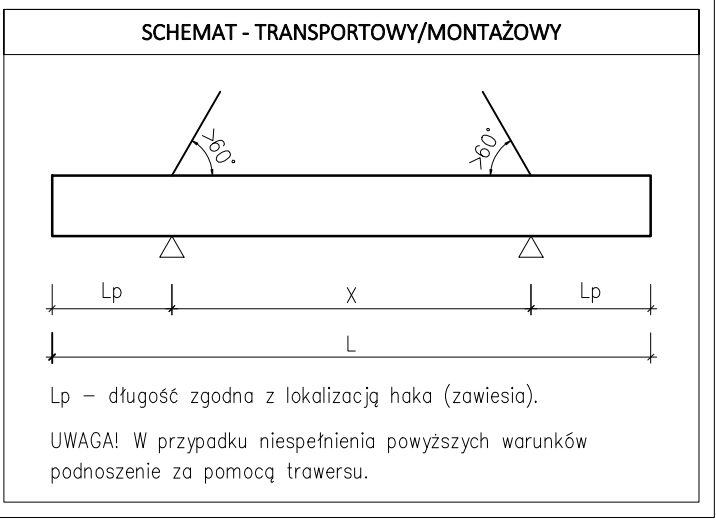 SCHEMAT - TRANSPORTOWY/MONTAŻOWY
>60°
>60°
Lp
X
Lp
L
Lp – długość zgodna z lokalizacją haka (zawiesia).
UWAGA! W przypadku niespełnienia powyższych warunków
podnoszenie za pomocą trawersu.